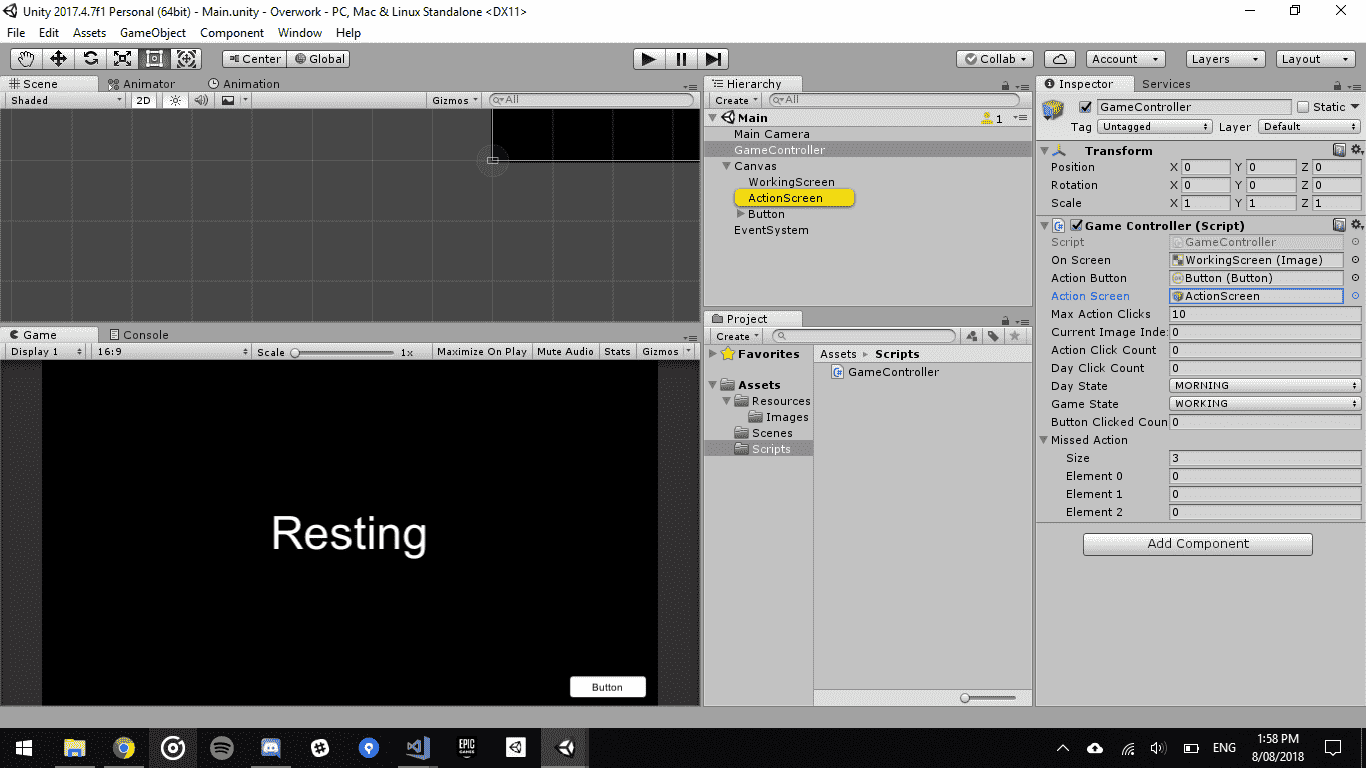 Unity 2017.4.7f1 Personal (64bit) - Main.unity - Overwork - PC, Mac & Linux Standalone <DX11>
File Edit Assets GameObject Component Window Help
Center Global Collab Account Layers Layout
Scene Animator Animation
Shaded 2D Gizmos All
Hierarchy
Create All
Main 1
Main Camera
GameController
Canvas
WorkingScreen
ActionScreen
Button
EventSystem
Inspector Services
GameController Static
Tag Untagged Layer Default
Transform
Position X 0 Y 0 Z 0
Rotation X 0 Y 0 Z 0
Scale X 1 Y 1 Z 1
Game Controller (Script)
Script GameController
On Screen WorkingScreen (Image)
Action Button Button (Button)
Action Screen ActionScreen
Max Action Clicks 10
Current Image Inde: 0
Action Click Count 0
Day Click Count 0
Day State MORNING
Game State WORKING
Button Clicked Coun 0
Missed Action
Size 3
Element 0 0
Element 1 0
Element 2 0
Add Component
Game Console
Display 1 16:9 Scale 1x Maximize On Play Mute Audio Stats Gizmos
Resting
Button
Project
Create
Favorites
Assets
Resources
Images
Scenes
Scripts
Assets Scripts
GameController
EPIC GAMES
ENG
1:58 PM
8/08/2018